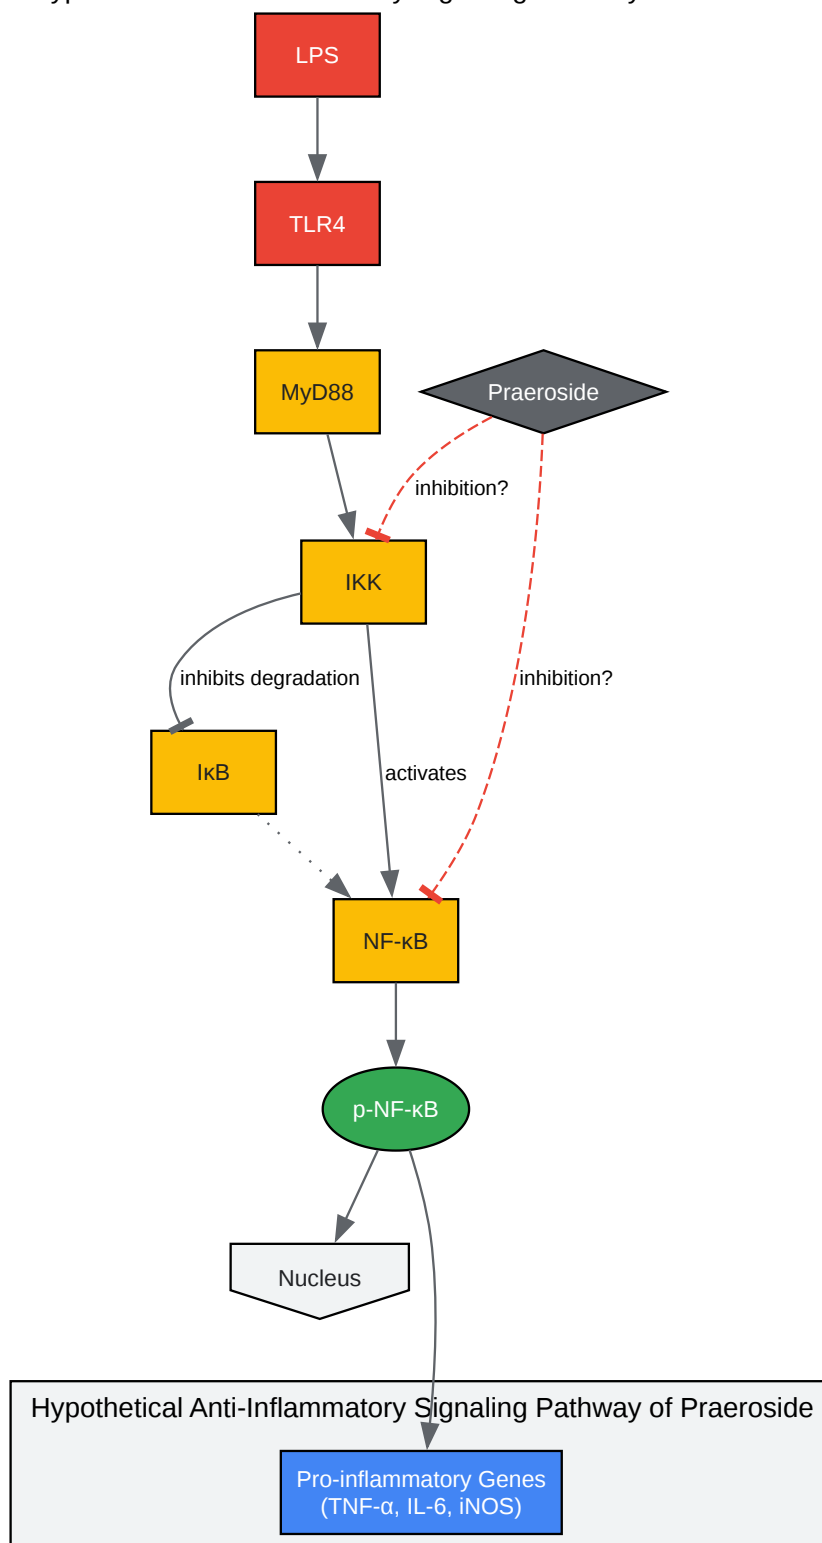 LPS
TLR4
MyD88
Praeroside
inhibition?
IKK
inhibits degradation
inhibition?
IκB
activates
NF-κB
p-NF-κB
Nucleus
Hypothetical Anti-Inflammatory Signaling Pathway of Praeroside
Pro-inflammatory Genes
(TNF-α, IL-6, iNOS)